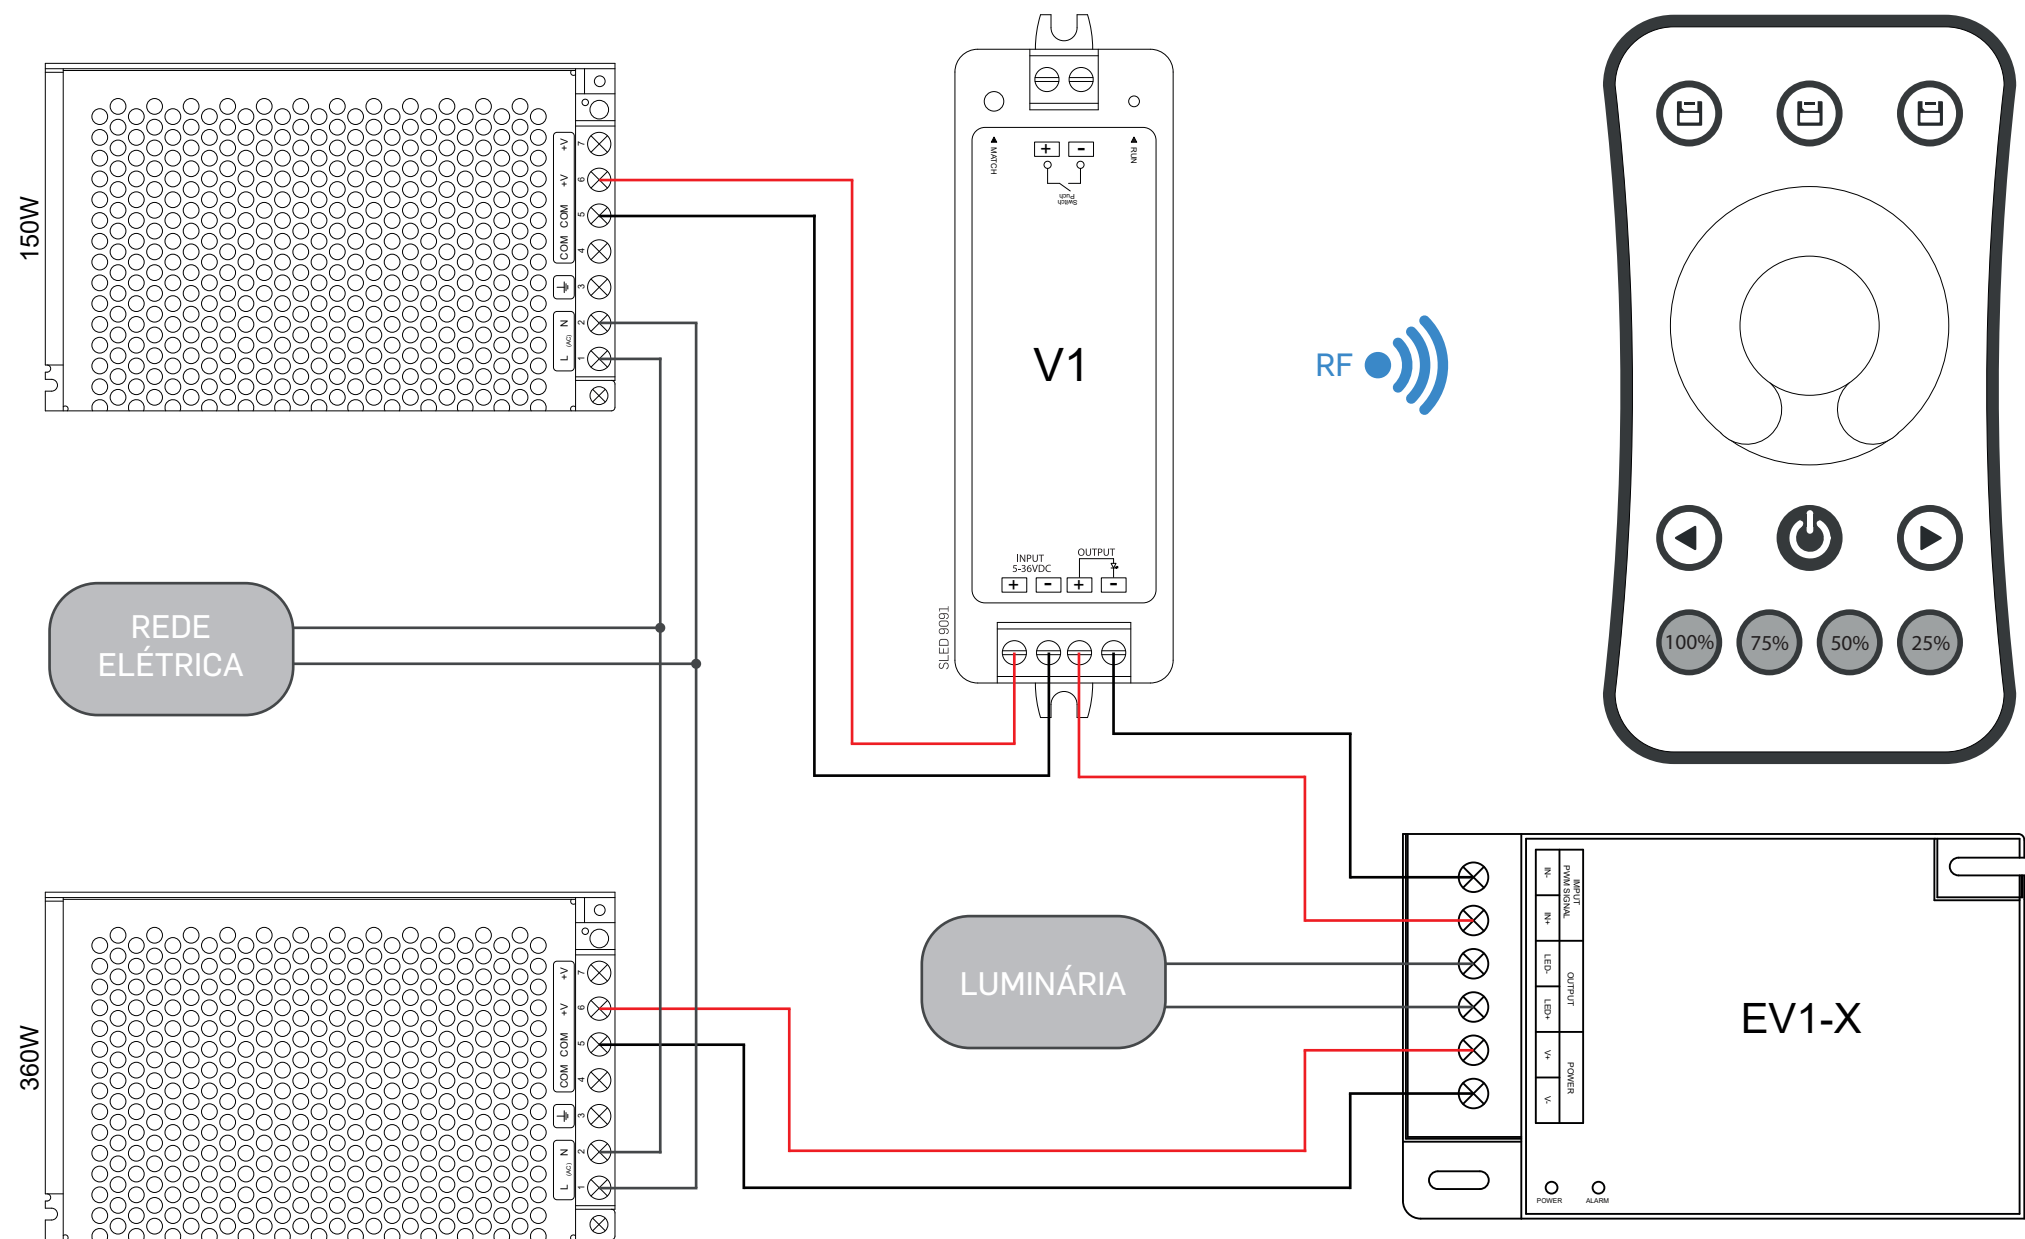 150W
+V
+V
COM
COM
N
L
(AC)
7
6
5
4
3
2
1
MATCH
RUN
+ -
Push
Switch
V1
INPUT
5-36VDC
OUTPUT
+ - + -
SLED 9091
RF
100% 75% 50% 25%
REDE
ELÉTRICA
360W
+V
+V
COM
COM
N
L
(AC)
7
6
5
4
3
2
1
LUMINÁRIA
IMPUT
PWM SIGNAL
IN-
IN+
OUTPUT
LED-
LED+
POWER
V+
V-
EV1-X
POWER ALARM